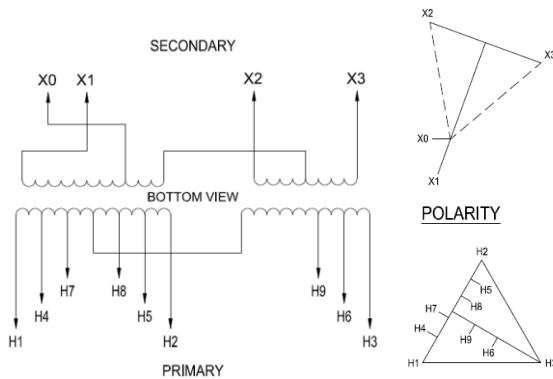 SECONDARY
X0 X1 X2 X3
BOTTOM VIEW
H7 H8 H9
H4 H5 H6
H1 H2 H3
PRIMARY
X2
X3
X0
X1
POLARITY
H2
H5
H8
H7
H4
H9
H6
H1 H3